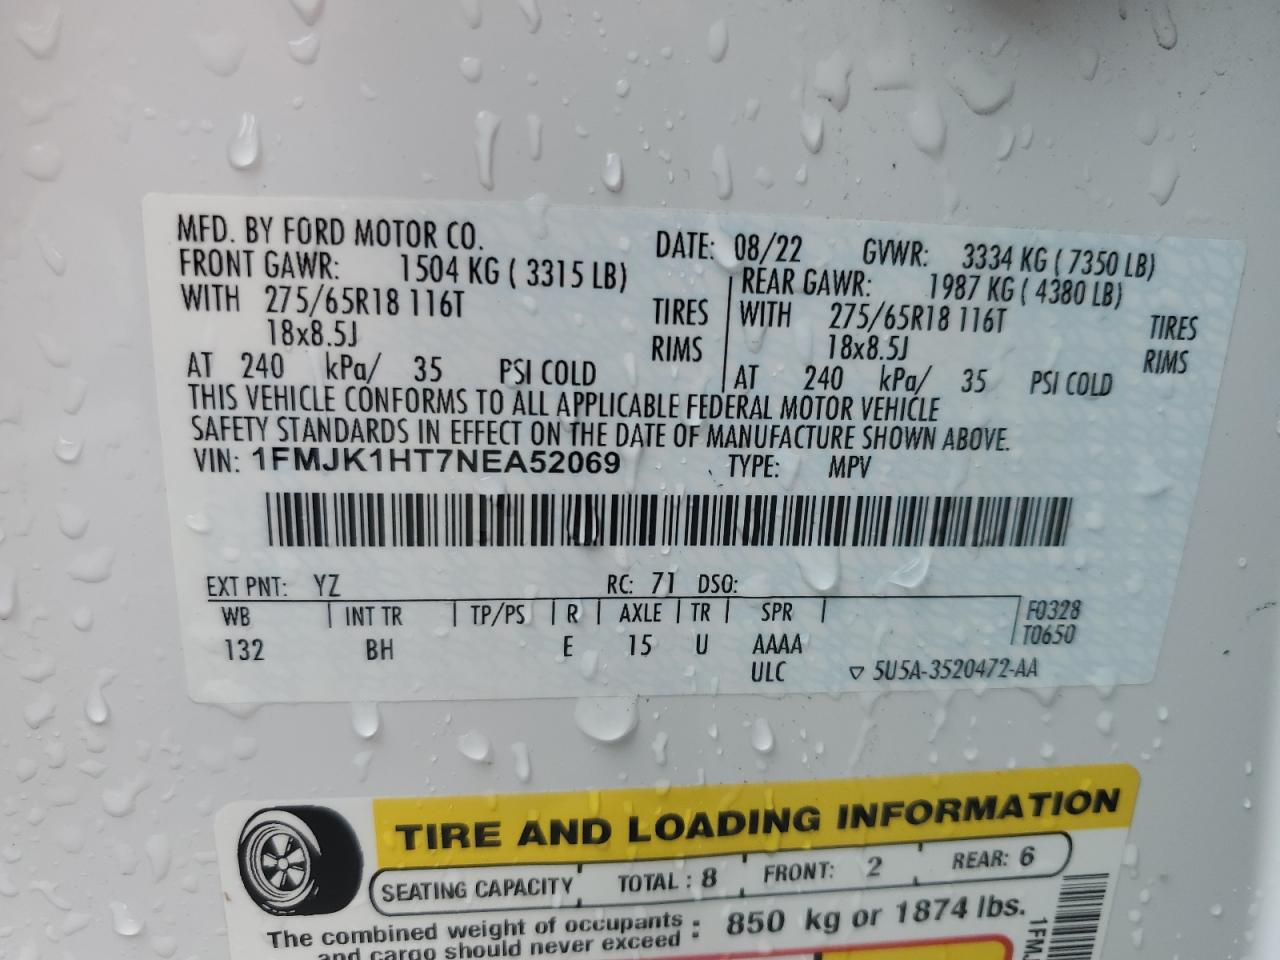 MFD. BY FORD MOTOR CO. DATE: 08/22 GVWR: 3334 KG ( 7350 LB)
FRONT GAWR: 1504 KG ( 3315 LB) REAR GAWR: 1987 KG ( 4380 LB)
WITH 275/65R18 116T TIRES WITH 275/65R18 116T TIRES
18x8.5J RIMS 18x8.5J RIMS
AT 240 kPa/ 35 PSI COLD AT 240 kPa/ 35 PSI COLD
THIS VEHICLE CONFORMS TO ALL APPLICABLE FEDERAL MOTOR VEHICLE
SAFETY STANDARDS IN EFFECT ON THE DATE OF MANUFACTURE SHOWN ABOVE.
VIN: 1FMJK1HT7NEA52069 TYPE: MPV
EXT PNT: YZ RC: 71 DSO:
WB INT TR TP/PS R AXLE TR SPR F0328
132 BH E 15 U AAAA T0650
ULC ▽ 5U5A-3520472-AA
TIRE AND LOADING INFORMATION
SEATING CAPACITY TOTAL : 8 FRONT: 2 REAR: 6
The combined weight of occupants : 850 kg or 1874 lbs.
and cargo should never exceed :
1FMJ